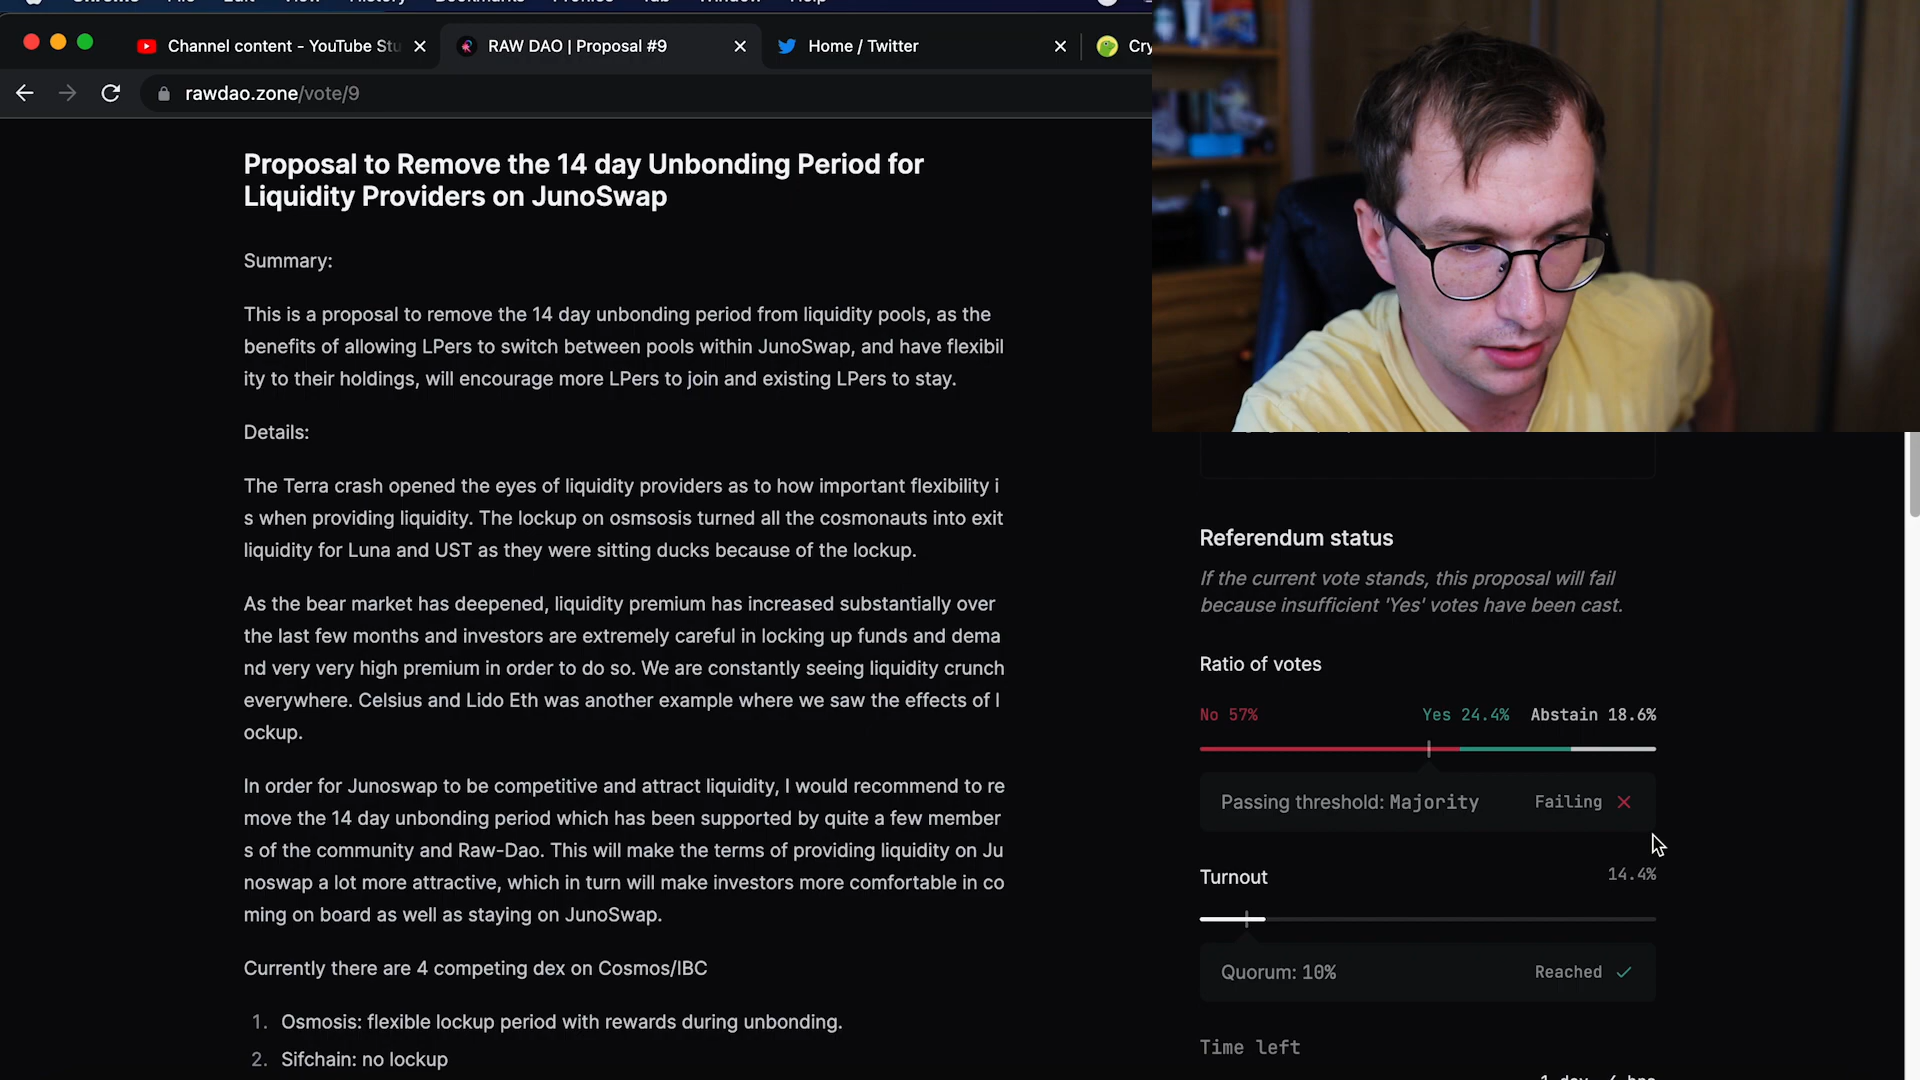 Channel content - YouTube Stu
RAW DAO | Proposal #9
Home / Twitter
Cry
rawdao.zone/vote/9
Proposal to Remove the 14 day Unbonding Period for
Liquidity Providers on JunoSwap
Summary:
This is a proposal to remove the 14 day unbonding period from liquidity pools, as the
benefits of allowing LPers to switch between pools within JunoSwap, and have flexibil
ity to their holdings, will encourage more LPers to join and existing LPers to stay.
Details:
The Terra crash opened the eyes of liquidity providers as to how important flexibility i
s when providing liquidity. The lockup on osmsosis turned all the cosmonauts into exit
liquidity for Luna and UST as they were sitting ducks because of the lockup.
As the bear market has deepened, liquidity premium has increased substantially over
the last few months and investors are extremely careful in locking up funds and dema
nd very very high premium in order to do so. We are constantly seeing liquidity crunch
everywhere. Celsius and Lido Eth was another example where we saw the effects of l
ockup.
In order for Junoswap to be competitive and attract liquidity, I would recommend to re
move the 14 day unbonding period which has been supported by quite a few member
s of the community and Raw-Dao. This will make the terms of providing liquidity on Ju
noswap a lot more attractive, which in turn will make investors more comfortable in co
ming on board as well as staying on JunoSwap.
Currently there are 4 competing dex on Cosmos/IBC
1. Osmosis: flexible lockup period with rewards during unbonding.
2. Sifchain: no lockup
Referendum status
If the current vote stands, this proposal will fail
because insufficient 'Yes' votes have been cast.
Ratio of votes
No 57% Yes 24.4% Abstain 18.6%
Passing threshold: Majority Failing
Turnout 14.4%
Quorum: 10% Reached
Time left